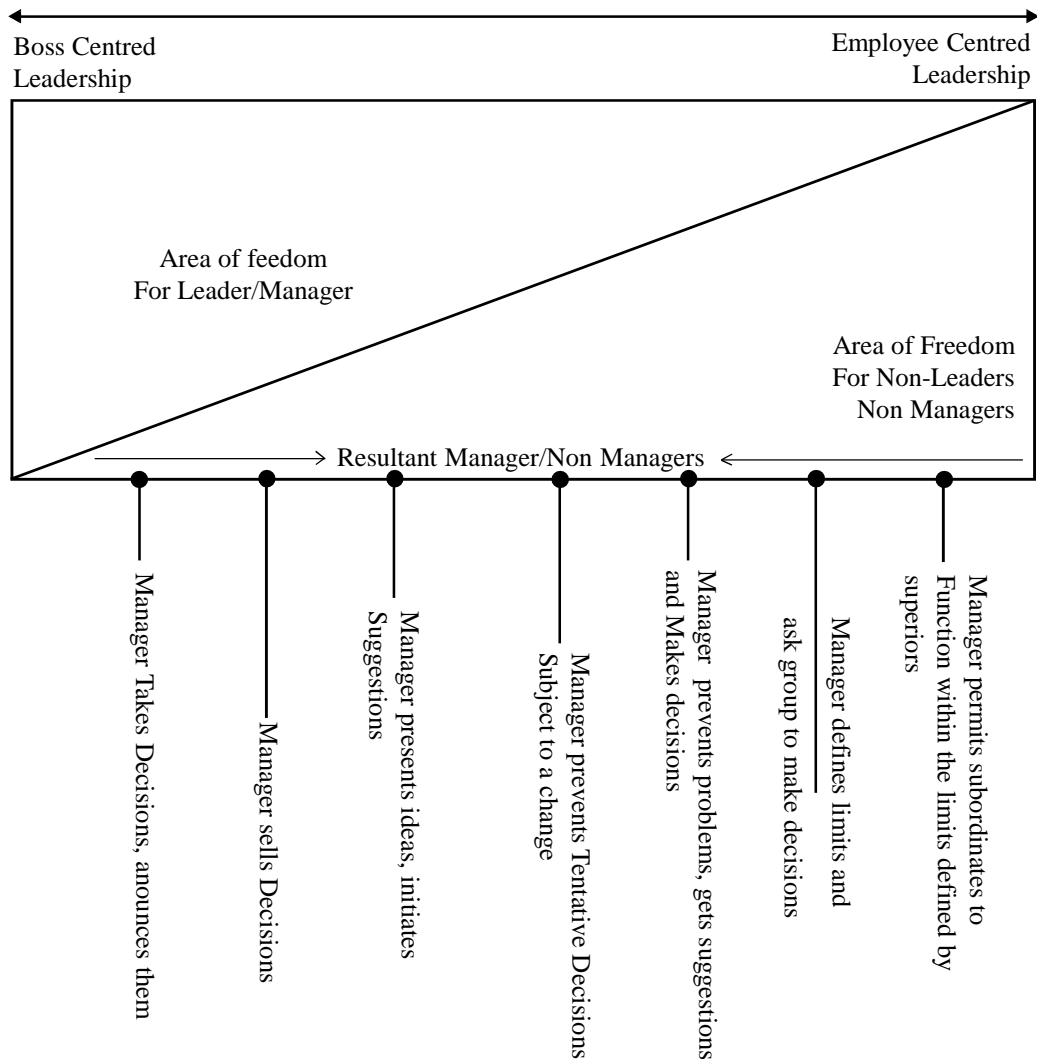 Boss Centred
Leadership
Employee Centred
Leadership
Area of feedom
For Leader/Manager
Area of Freedom
For Non-Leaders
Non Managers
Resultant Manager/Non Managers
Manager Takes Decisions, anounces them
Manager sells Decisions
Manager presents ideas, initiates
Suggestions
Manager prevents Tentative Decisions
Subject to a change
Manager prevents problems, gets suggestions
and Makes decisions
Manager defines limits and
ask group to make decisions
Manager permits subordinates to
Function within the limits defined by
superiors